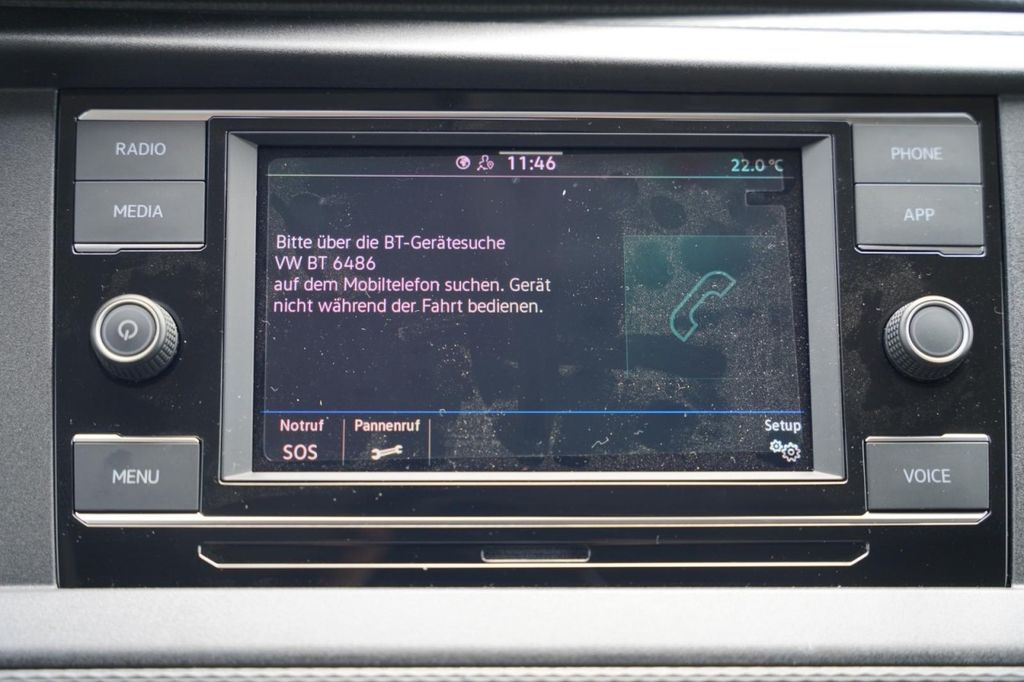 RADIO
MEDIA
MENU
11:46
22.0 °C
Bitte über die BT-Gerätesuche
VW BT 6486
auf dem Mobiltelefon suchen. Gerät
nicht während der Fahrt bedienen.
Notruf
SOS
Pannenruf
Setup
PHONE
APP
VOICE